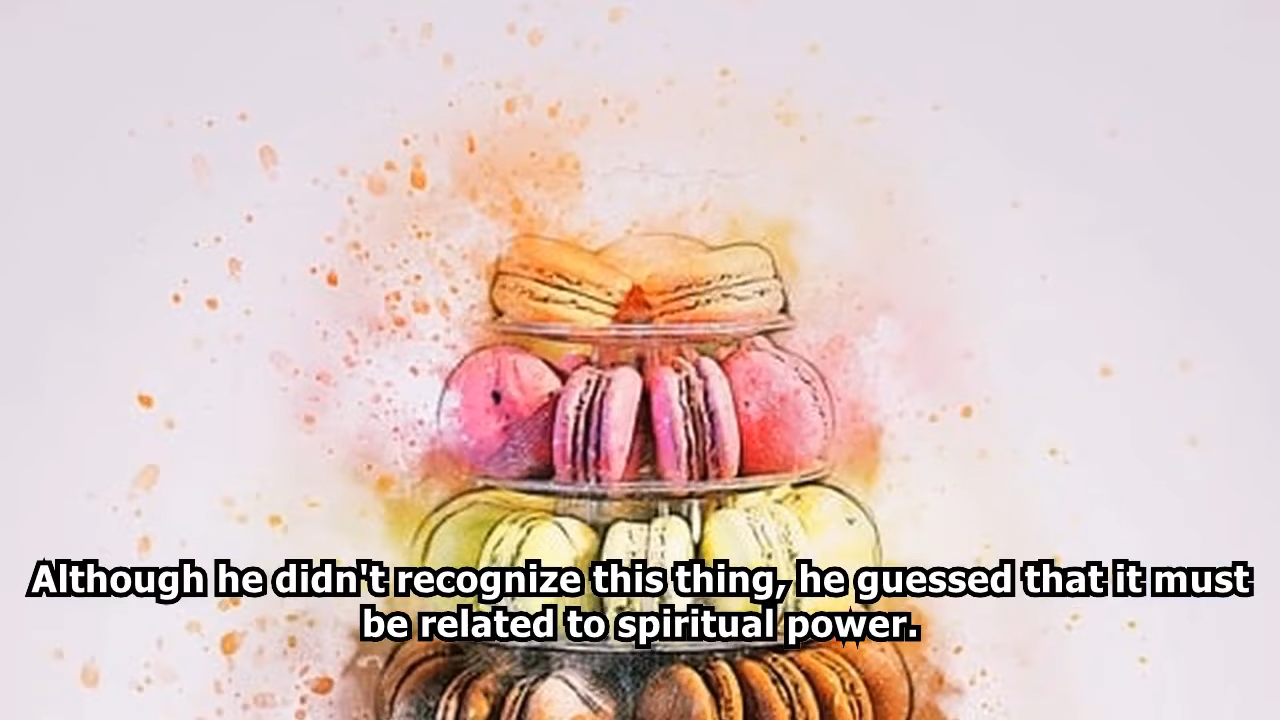 Although he didn't recognize this thing, he guessed that it must
be related to spiritual power.